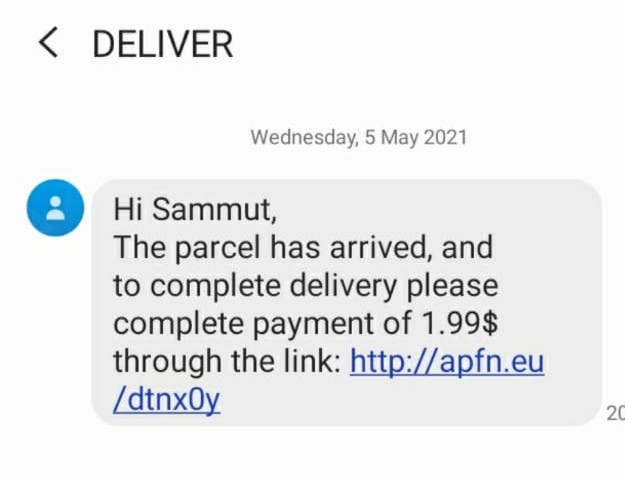 DELIVER
Wednesday, 5 May 2021
Hi Sammut,
The parcel has arrived, and
to complete delivery please
complete payment of 1.99$
through the link: http://apfn.eu
/dtnx0y